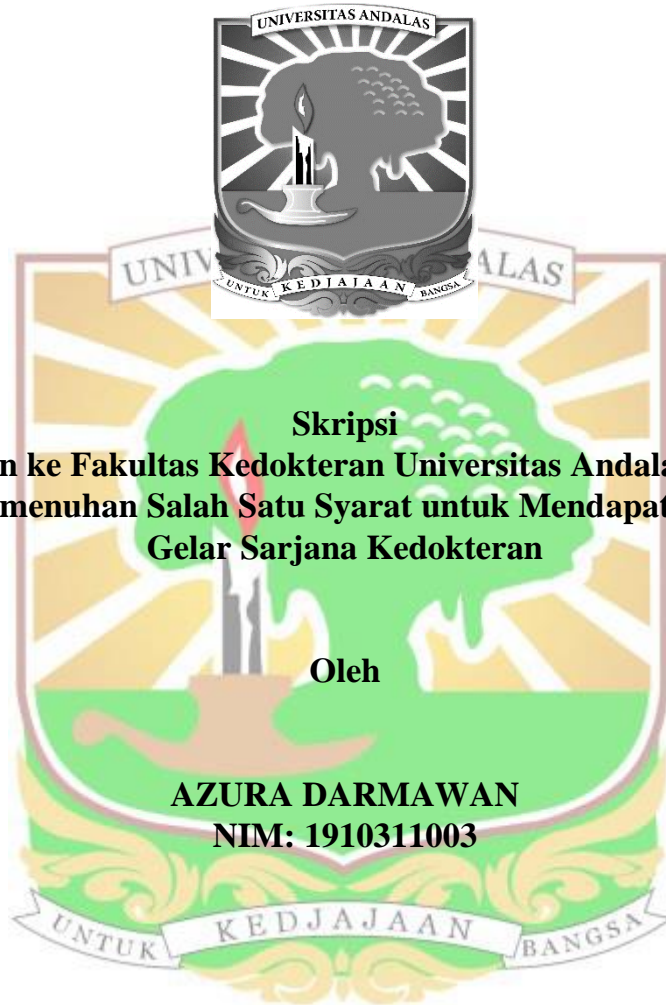 UNIVERSITAS ANDALAS
UNTUK KEDJAJAAN BANGSA
UNIV ALAS
Skripsi
n ke Fakultas Kedokteran Universitas Andala
menuhan Salah Satu Syarat untuk Mendapat
Gelar Sarjana Kedokteran
Oleh
AZURA DARMAWAN
NIM: 1910311003
UNTUK KEDJAJAAN BANGSA